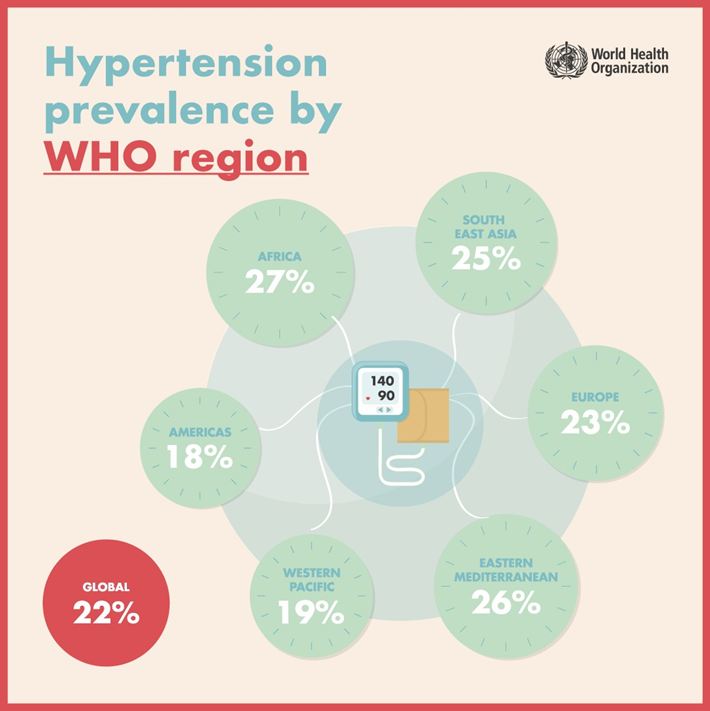 Hypertension
prevalence by
WHO region
World Health
Organization
SOUTH
EAST ASIA
25%
AFRICA
27%
140
90
EUROPE
23%
AMERICAS
18%
EASTERN
MEDITERRANEAN
26%
WESTERN
PACIFIC
19%
GLOBAL
22%